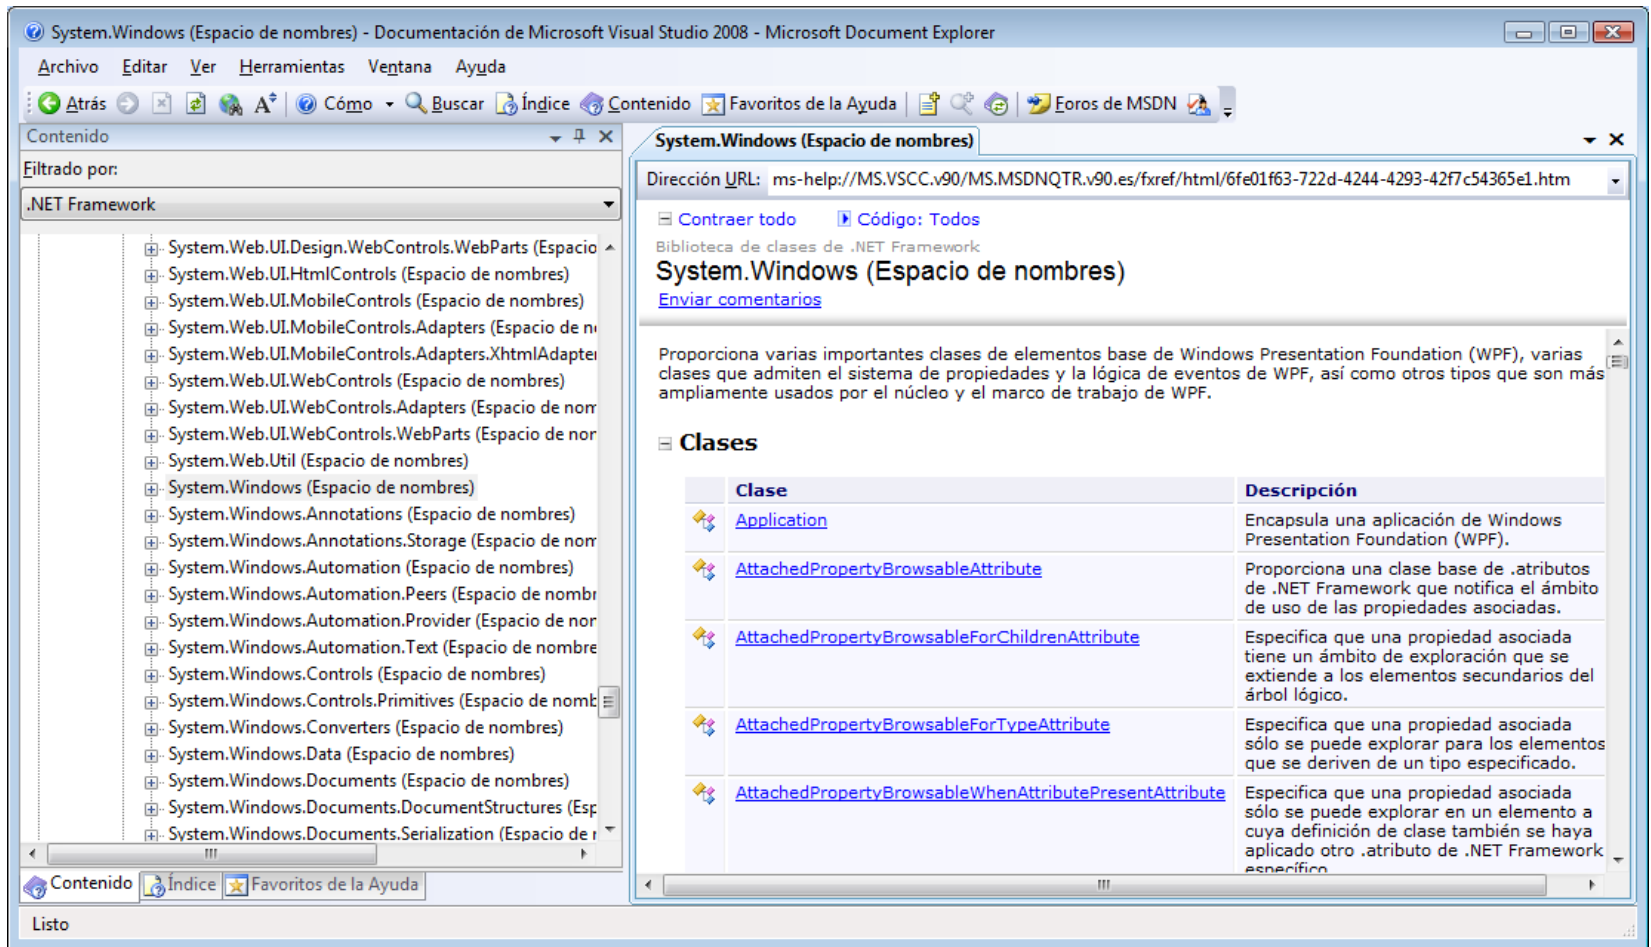 System.Windows (Espacio de nombres) - Documentación de Microsoft Visual Studio 2008 - Microsoft Document Explorer
Archivo Editar Ver Herramientas Ventana Ayuda
Atrás Cómo Buscar Índice Contenido Favoritos de la Ayuda Foros de MSDN
Contenido
Filtrado por:
.NET Framework
System.Web.UI.Design.WebControls.WebParts (Espacio
System.Web.UI.HtmlControls (Espacio de nombres)
System.Web.UI.MobileControls (Espacio de nombres)
System.Web.UI.MobileControls.Adapters (Espacio de n
System.Web.UI.MobileControls.Adapters.XhtmlAdapter
System.Web.UI.WebControls (Espacio de nombres)
System.Web.UI.WebControls.Adapters (Espacio de nom
System.Web.UI.WebControls.WebParts (Espacio de nor
System.Web.Util (Espacio de nombres)
System.Windows (Espacio de nombres)
System.Windows.Annotations (Espacio de nombres)
System.Windows.Annotations.Storage (Espacio de nom
System.Windows.Automation (Espacio de nombres)
System.Windows.Automation.Peers (Espacio de nombr
System.Windows.Automation.Provider (Espacio de nor
System.Windows.Automation.Text (Espacio de nombre
System.Windows.Controls (Espacio de nombres)
System.Windows.Controls.Primitives (Espacio de nomb
System.Windows.Converters (Espacio de nombres)
System.Windows.Data (Espacio de nombres)
System.Windows.Documents (Espacio de nombres)
System.Windows.Documents.DocumentStructures (Esp
System.Windows.Documents.Serialization (Espacio de r
Contenido Índice Favoritos de la Ayuda
System.Windows (Espacio de nombres)
Dirección URL: ms-help://MS.VSCC.v90/MS.MSDNQTR.v90.es/fxref/html/6fe01f63-722d-4244-4293-42f7c54365e1.htm
Contraer todo Código: Todos
Biblioteca de clases de .NET Framework
System.Windows (Espacio de nombres)
Enviar comentarios
Proporciona varias importantes clases de elementos base de Windows Presentation Foundation (WPF), varias
clases que admiten el sistema de propiedades y la lógica de eventos de WPF, así como otros tipos que son más
ampliamente usados por el núcleo y el marco de trabajo de WPF.
Clases
Clase Descripción
Application Encapsula una aplicación de Windows
Presentation Foundation (WPF).
AttachedPropertyBrowsableAttribute Proporciona una clase base de .atributos
de .NET Framework que notifica el ámbito
de uso de las propiedades asociadas.
AttachedPropertyBrowsableForChildrenAttribute Especifica que una propiedad asociada
tiene un ámbito de exploración que se
extiende a los elementos secundarios del
árbol lógico.
AttachedPropertyBrowsableForTypeAttribute Especifica que una propiedad asociada
sólo se puede explorar para los elementos
que se deriven de un tipo especificado.
AttachedPropertyBrowsableWhenAttributePresentAttribute Especifica que una propiedad asociada
sólo se puede explorar en un elemento a
cuya definición de clase también se haya
aplicado otro .atributo de .NET Framework
específico
Listo